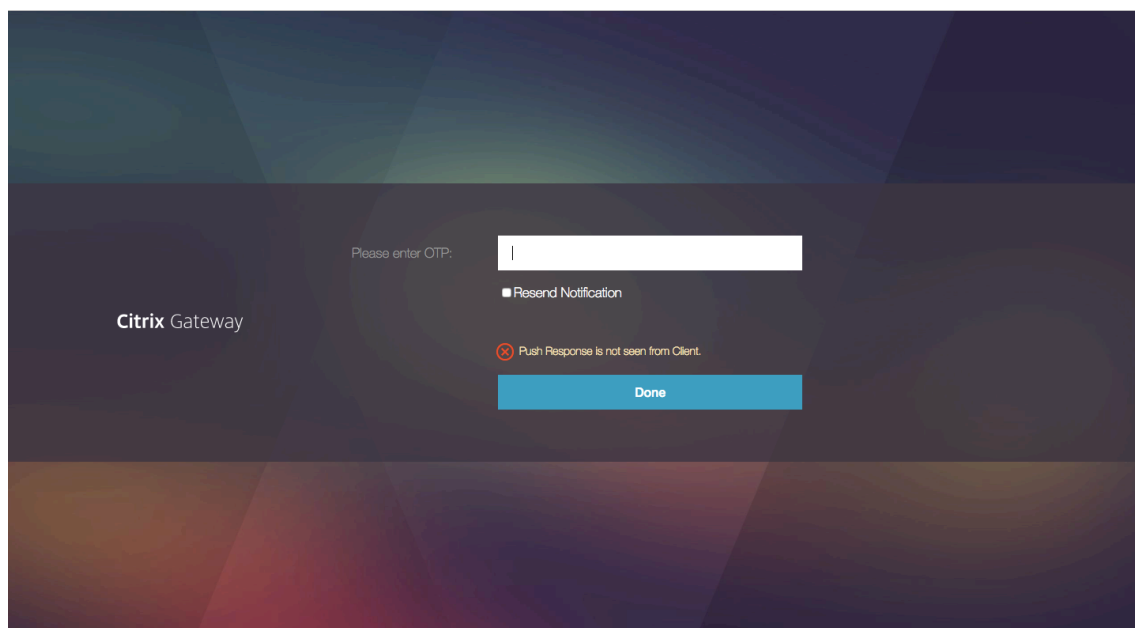 Please enter OTP:
Resend Notification
Citrix Gateway
Push Response is not seen from Client.
Done